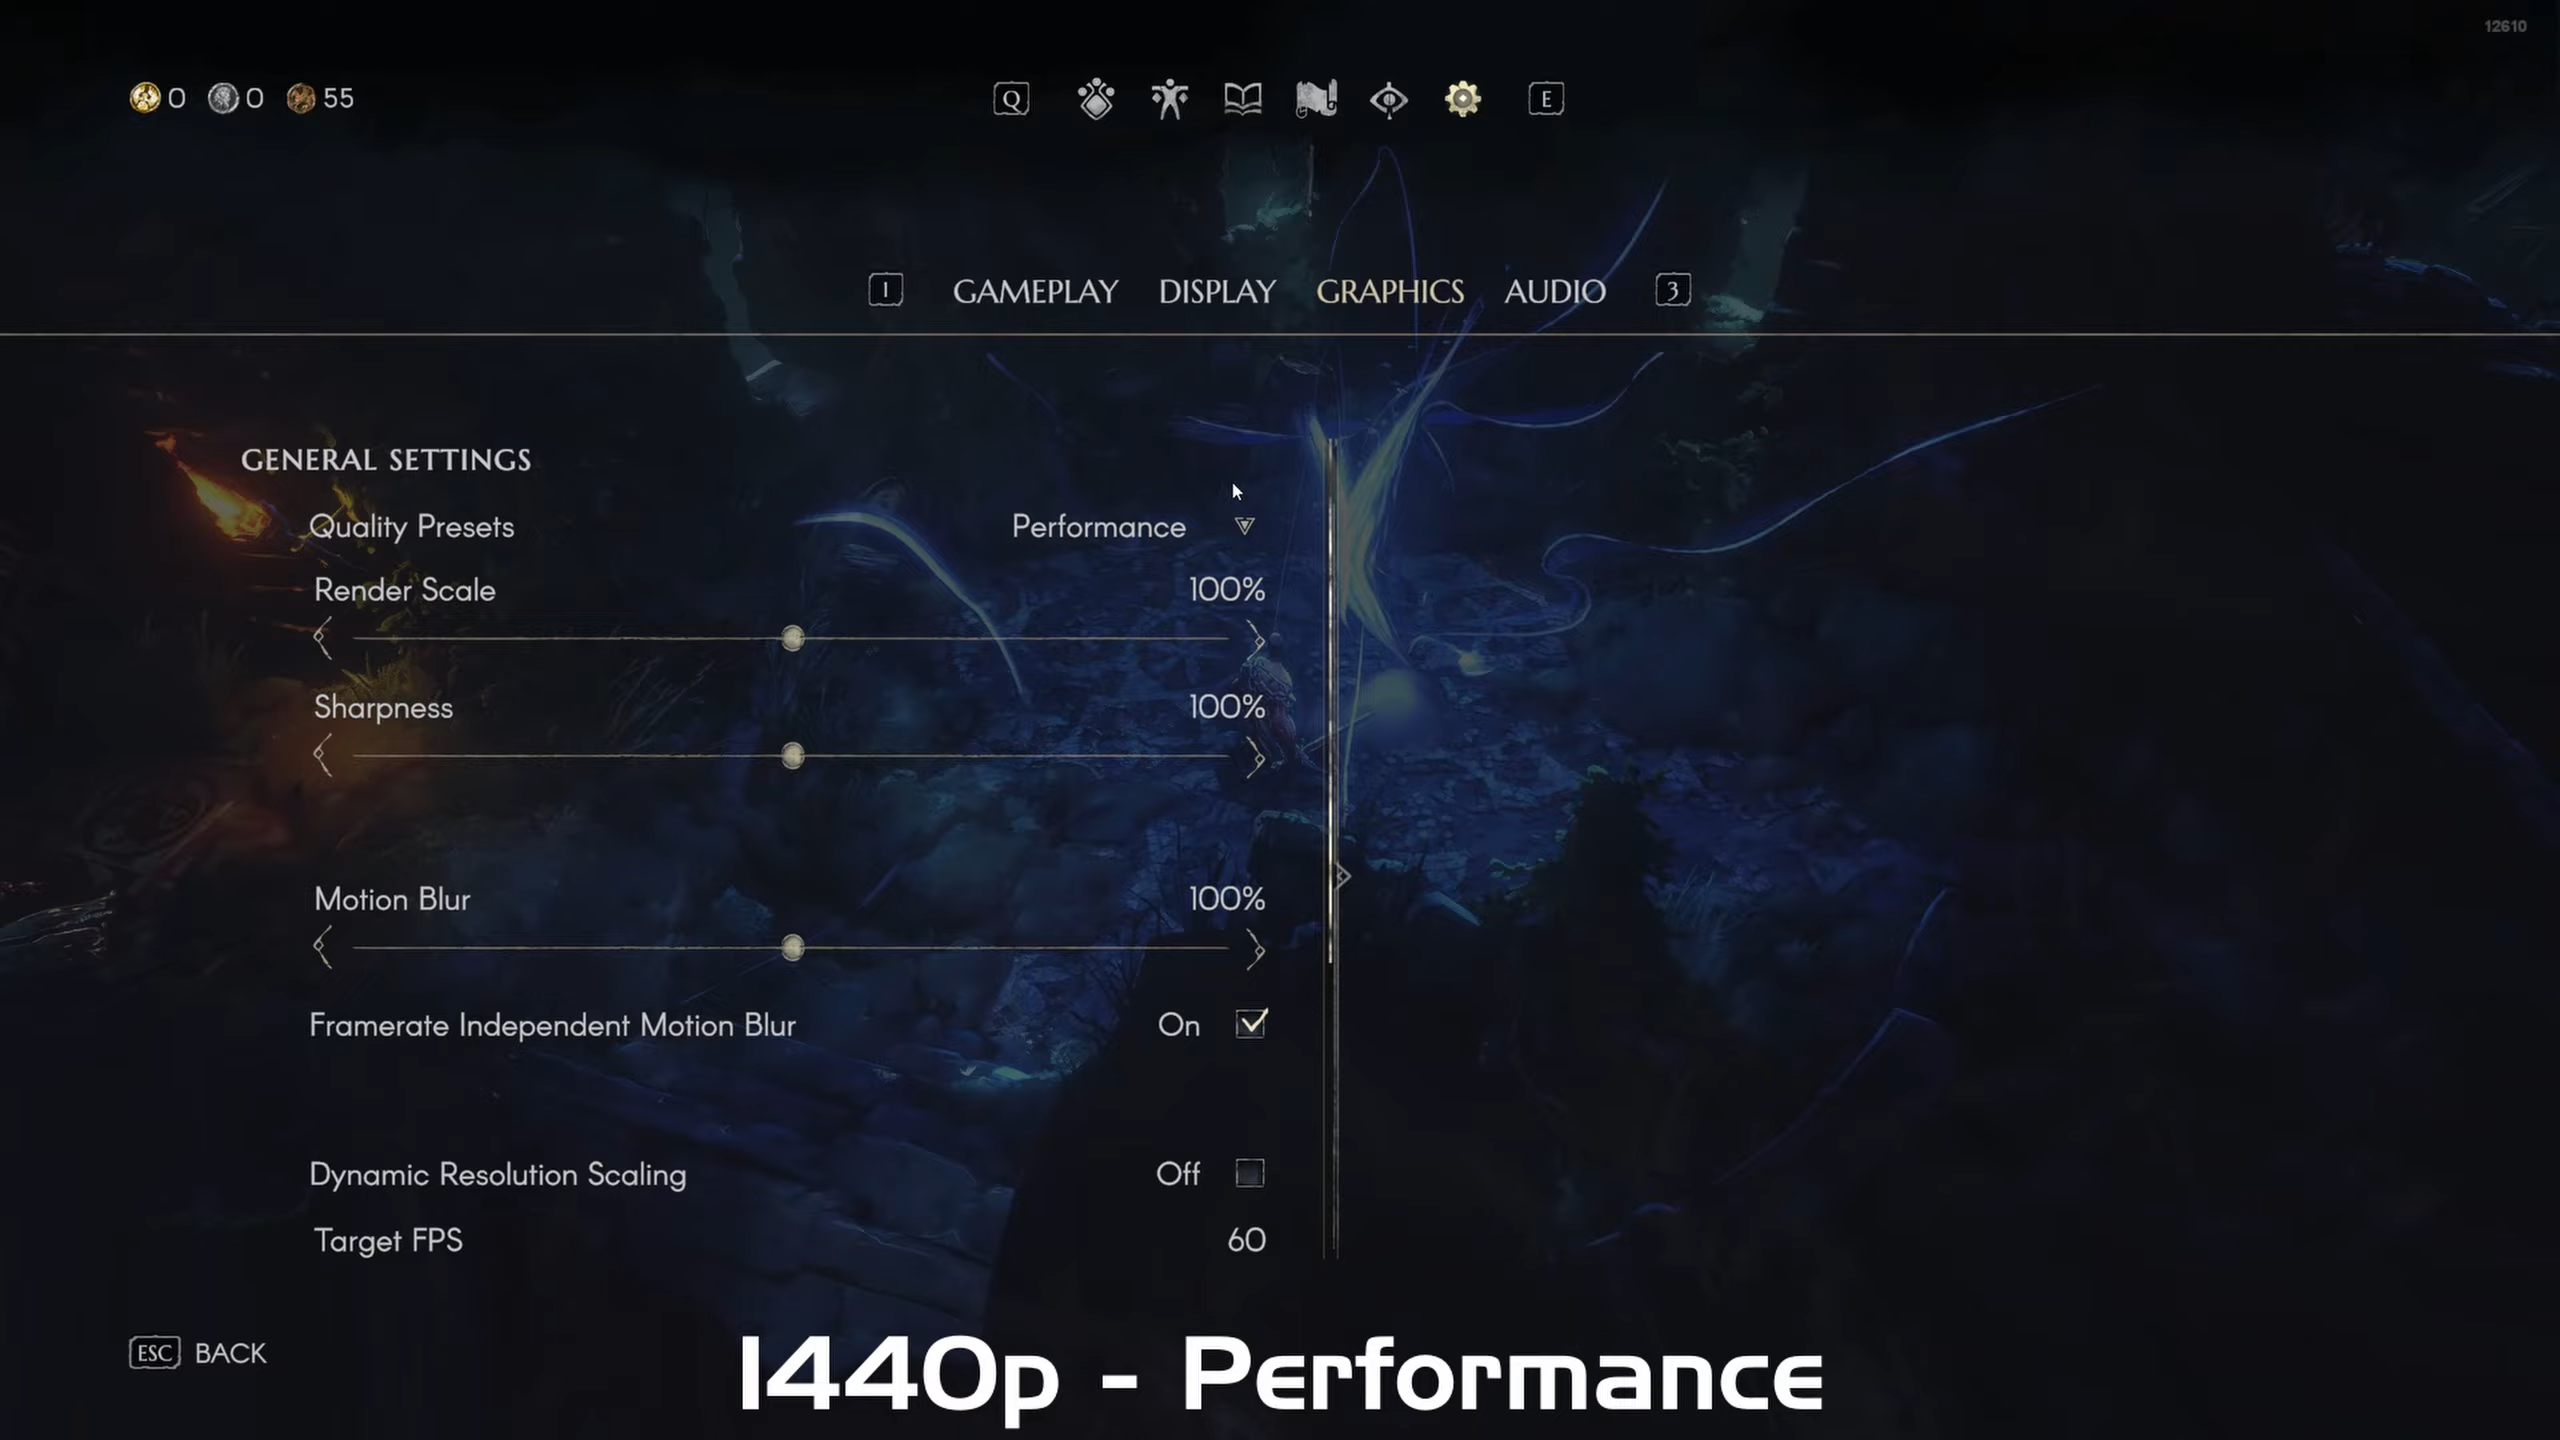 12610
0 0 55
Q E
1 GAMEPLAY DISPLAY GRAPHICS AUDIO 3
GENERAL SETTINGS
Quality Presets Performance
Render Scale 100%
Sharpness 100%
Motion Blur 100%
Framerate Independent Motion Blur On
Dynamic Resolution Scaling Off
Target FPS 60
ESC BACK
1440p - Performance